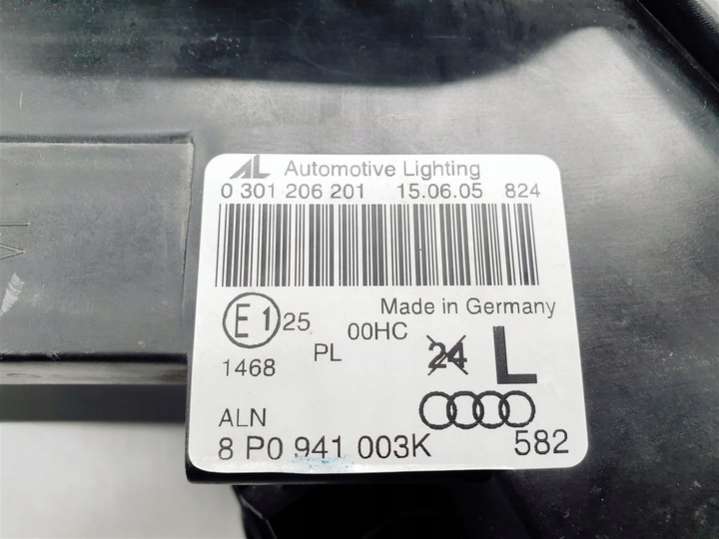 AL Automotive Lighting
0 301 206 201 15.06.05 824
Made in Germany
E1 25 00HC 24 L
1468 PL
ALN
8 P0 941 003K 582